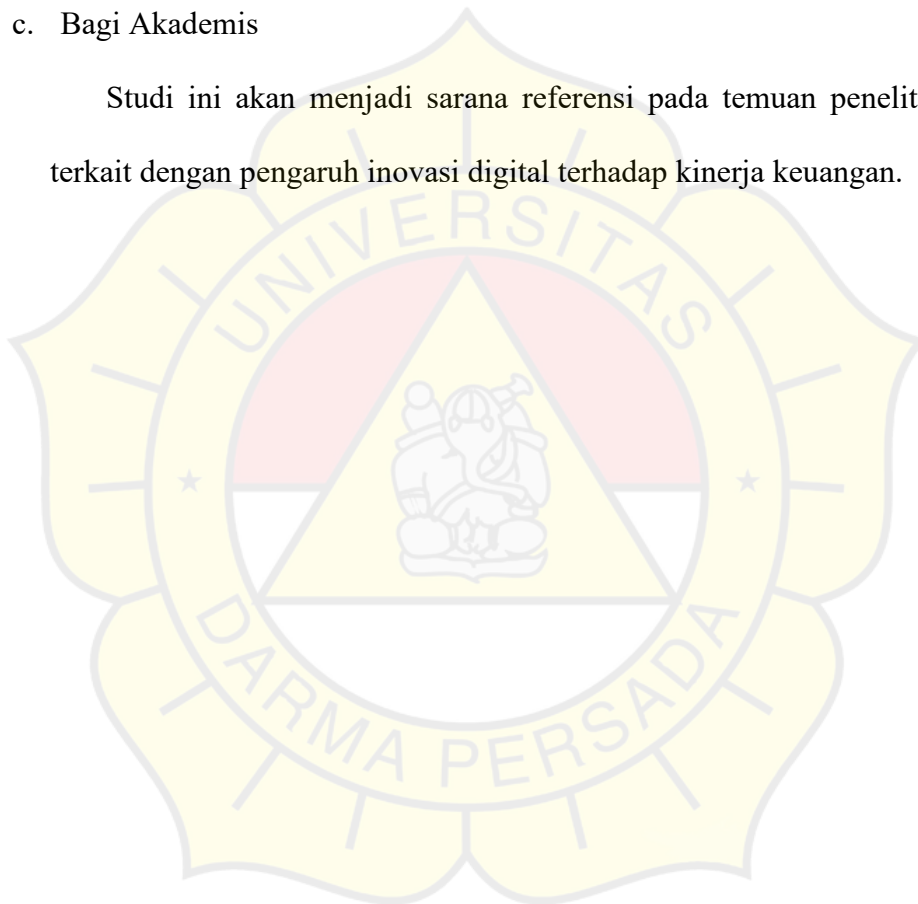 c. Bagi Akademis
Studi ini akan menjadi sarana referensi pada temuan penelit
terkait dengan pengaruh inovasi digital terhadap kinerja keuangan.
UNIVERSITAS
DARMA PERSADA